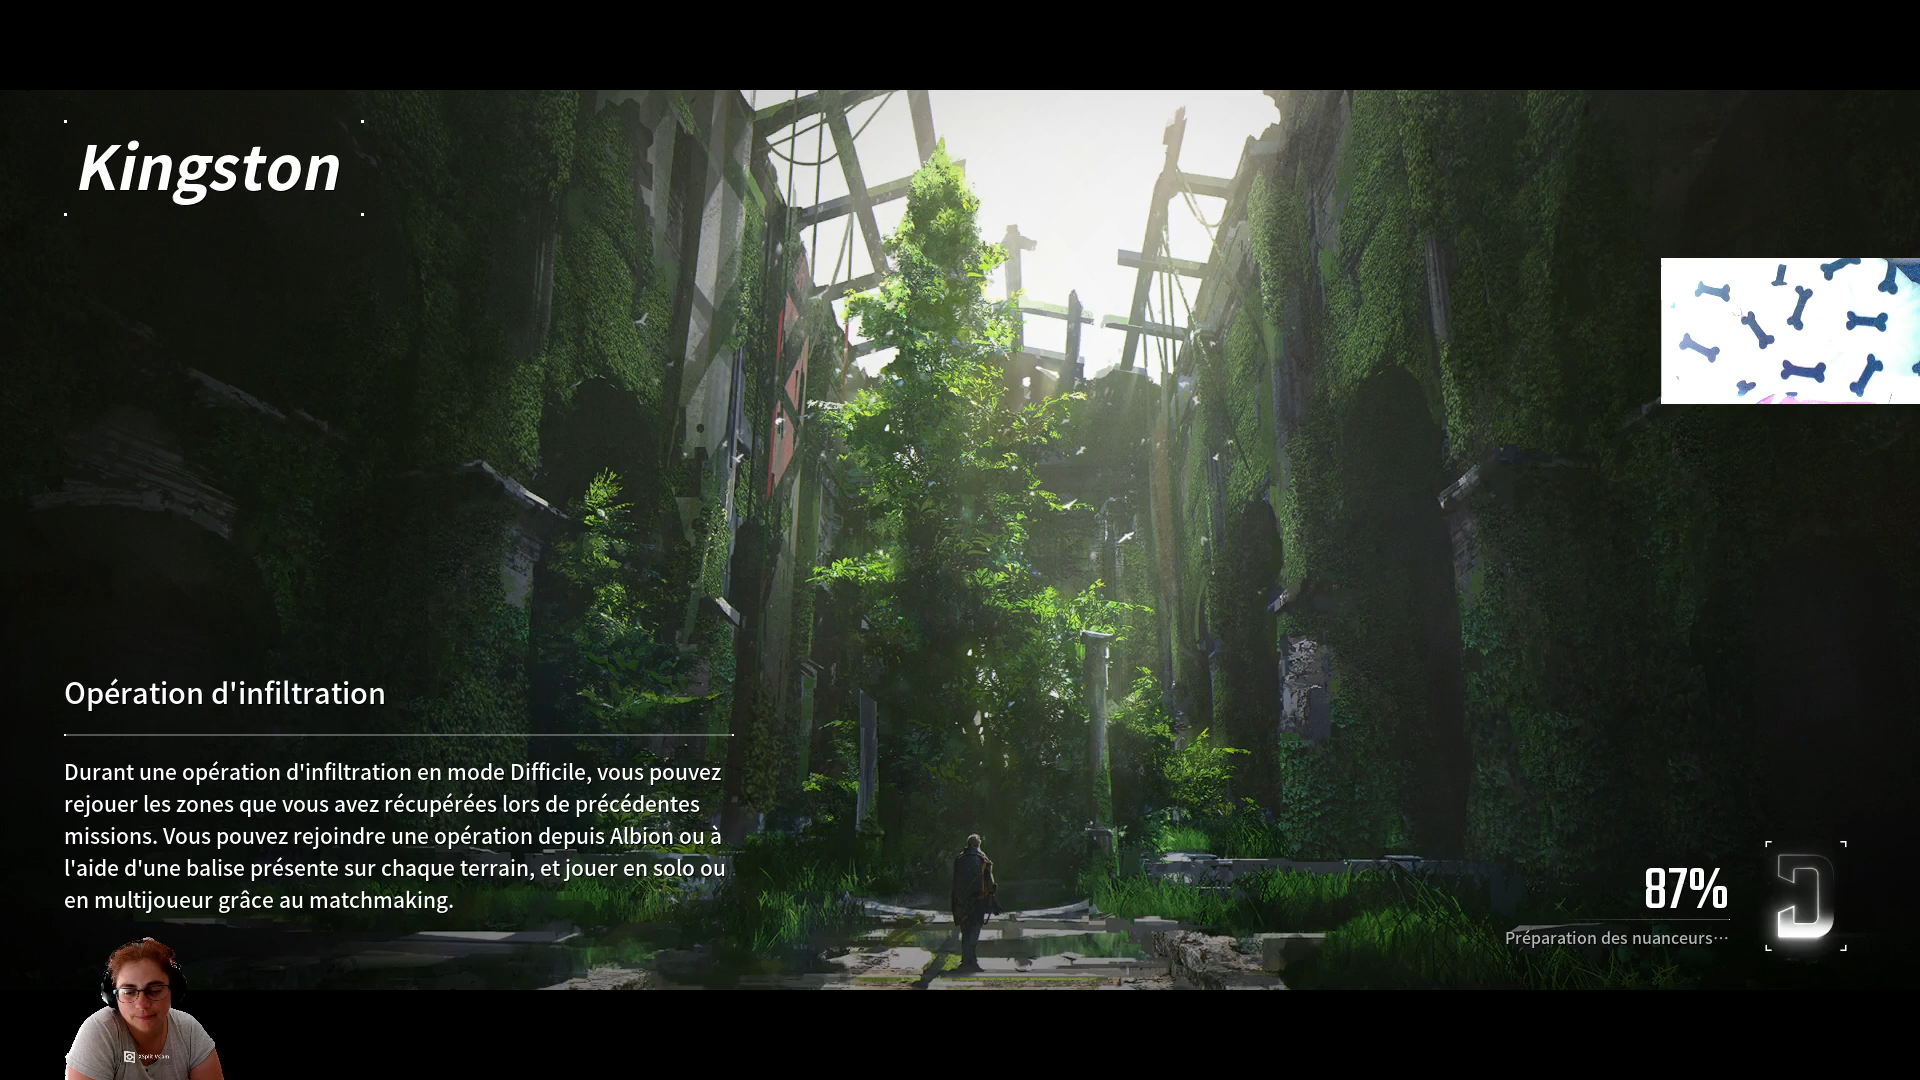 Kingston
Opération d'infiltration
Durant une opération d'infiltration en mode Difficile, vous pouvez
rejouer les zones que vous avez récupérées lors de précédentes
missions. Vous pouvez rejoindre une opération depuis Albion ou à
l'aide d'une balise présente sur chaque terrain, et jouer en solo ou
en multijoueur grâce au matchmaking.
87%
Préparation des nuanceurs···
XSplit VCam